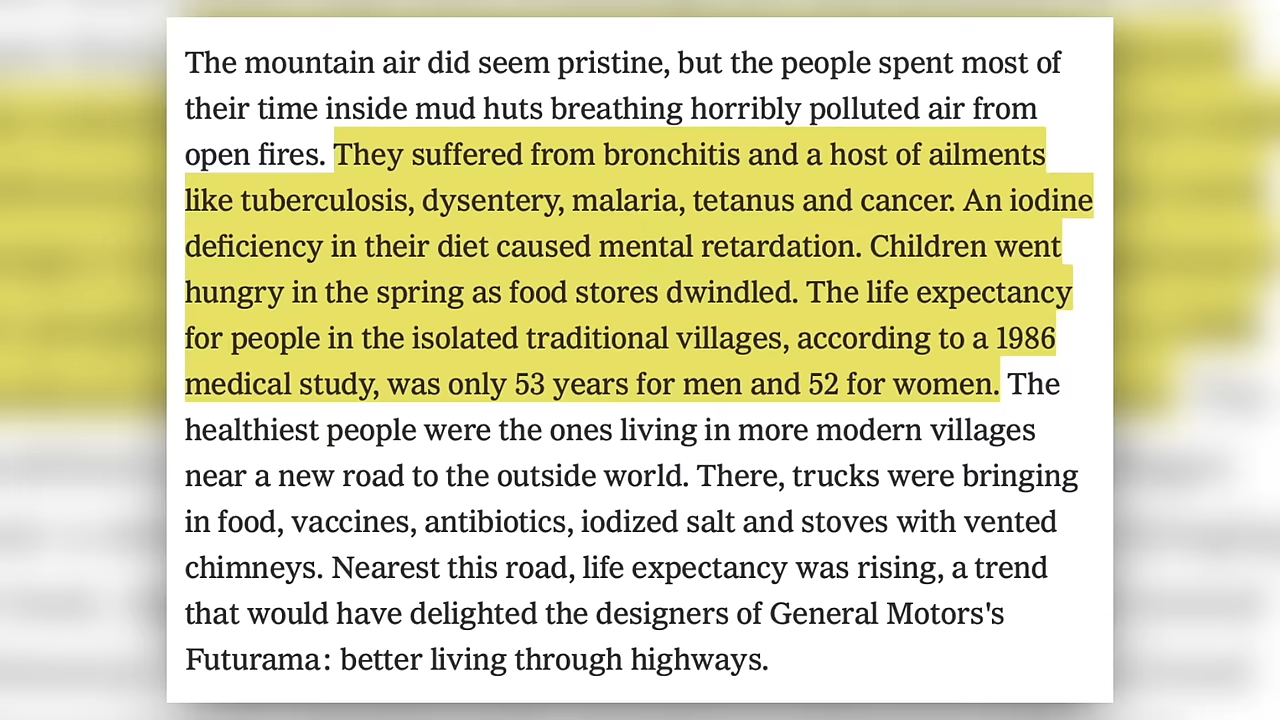 The mountain air did seem pristine, but the people spent most of
their time inside mud huts breathing horribly polluted air from
open fires. They suffered from bronchitis and a host of ailments
like tuberculosis, dysentery, malaria, tetanus and cancer. An iodine
deficiency in their diet caused mental retardation. Children went
hungry in the spring as food stores dwindled. The life expectancy
for people in the isolated traditional villages, according to a 1986
medical study, was only 53 years for men and 52 for women. The
healthiest people were the ones living in more modern villages
near a new road to the outside world. There, trucks were bringing
in food, vaccines, antibiotics, iodized salt and stoves with vented
chimneys. Nearest this road, life expectancy was rising, a trend
that would have delighted the designers of General Motors's
Futurama: better living through highways.